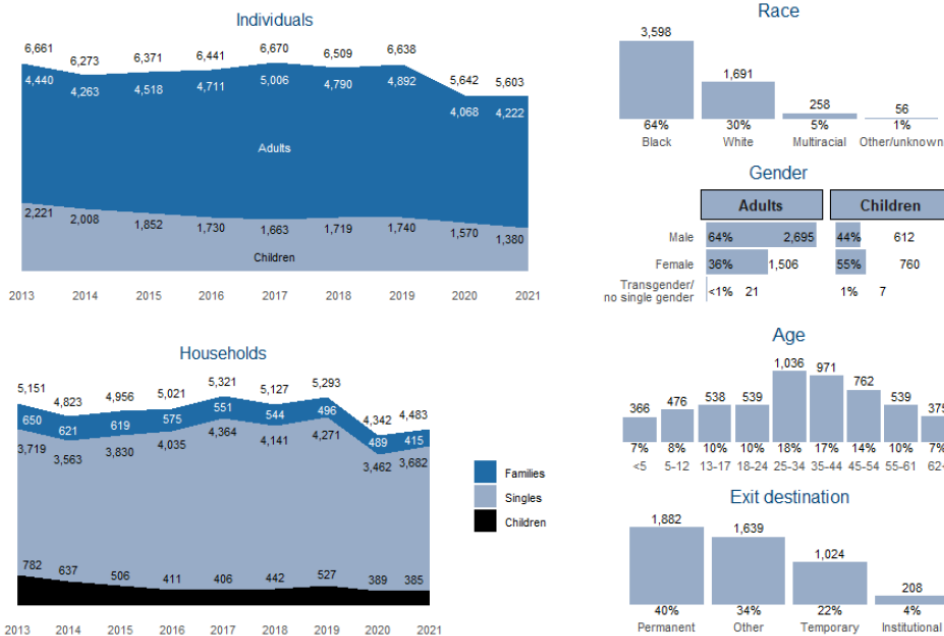 Individuals
6,661 6,273 6,371 6,441 6,670 6,509 6,638 5,642 5,603
4,440 4,263 4,518 4,711 5,006 4,790 4,892 4,068 4,222
Adults
2,221 2,008 1,852 1,730 1,663 1,719 1,740 1,570 1,380
Children
2013 2014 2015 2016 2017 2018 2019 2020 2021
Households
5,151 4,823 4,956 5,021 5,321 5,127 5,293 4,342 4,483
650 621 619 575 551 544 496 489 415
3,719 3,563 3,830 4,035 4,364 4,141 4,271 3,462 3,682
782 637 506 411 406 442 527 389 385
2013 2014 2015 2016 2017 2018 2019 2020 2021
Families
Singles
Children
Race
3,598 1,691 258 56
64% 30% 5% 1%
Black White Multiracial Other/unknown
Gender
Adults Children
Male 64% 2,695 44% 612
Female 36% 1,506 55% 760
Transgender/
no single gender <1% 21 1% 7
Age
366 476 538 539 1,036 971 762 539 375
7% 8% 10% 10% 18% 17% 14% 10% 7%
<5 5-12 13-17 18-24 25-34 35-44 45-54 55-61 62+
Exit destination
1,882 1,639 1,024 208
40% 34% 22% 4%
Permanent Other Temporary Institutional